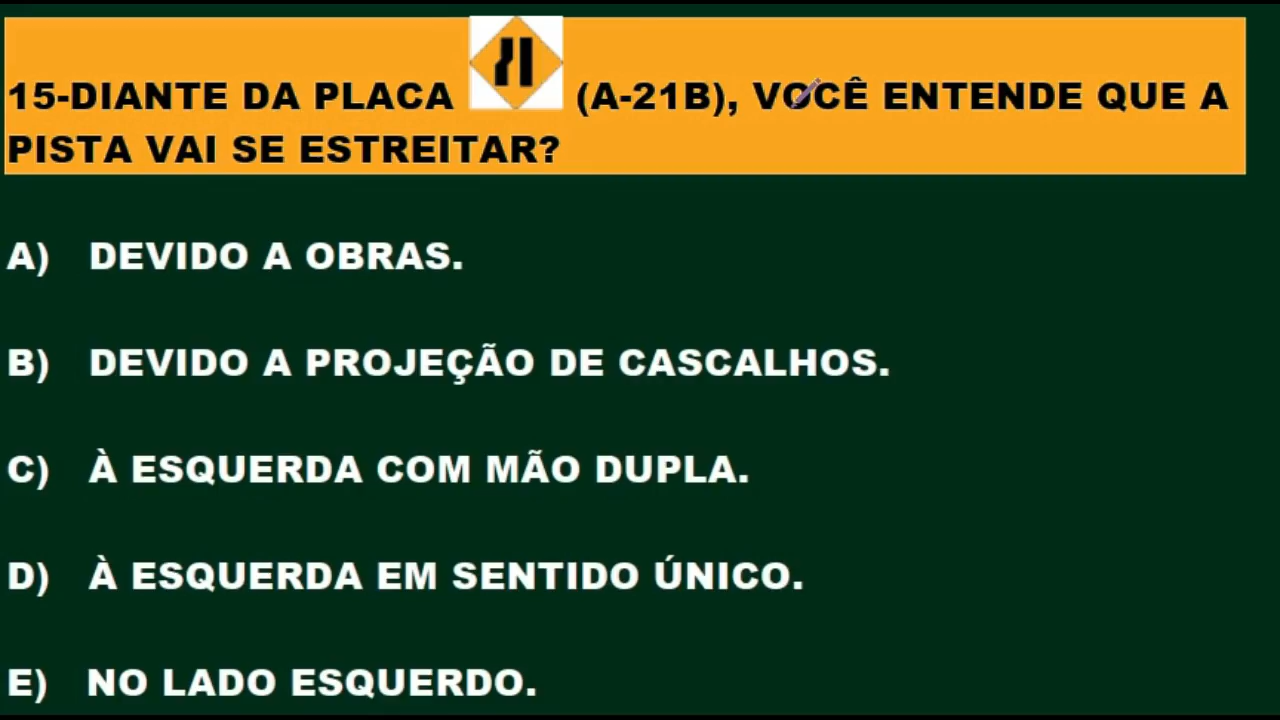 15-DIANTE DA PLACA (A-21B), VOCÊ ENTENDE QUE A
PISTA VAI SE ESTREITAR?
A) DEVIDO A OBRAS.
B) DEVIDO A PROJEÇÃO DE CASCALHOS.
C) À ESQUERDA COM MÃO DUPLA.
D) À ESQUERDA EM SENTIDO ÚNICO.
E) NO LADO ESQUERDO.